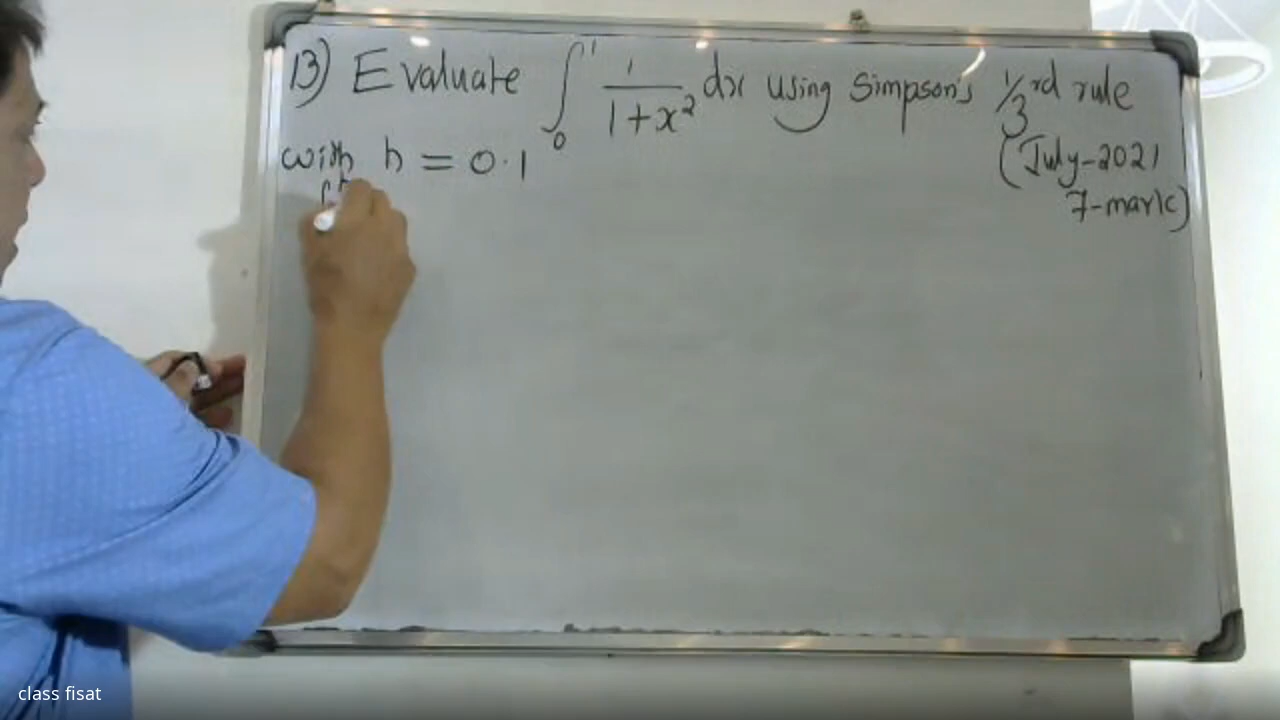 13) Evaluate ∫₀¹ 1/(1+x²) dx using Simpson's 1/3rd rule
with h = 0.1
(July-2021
7-mark)
class fisat